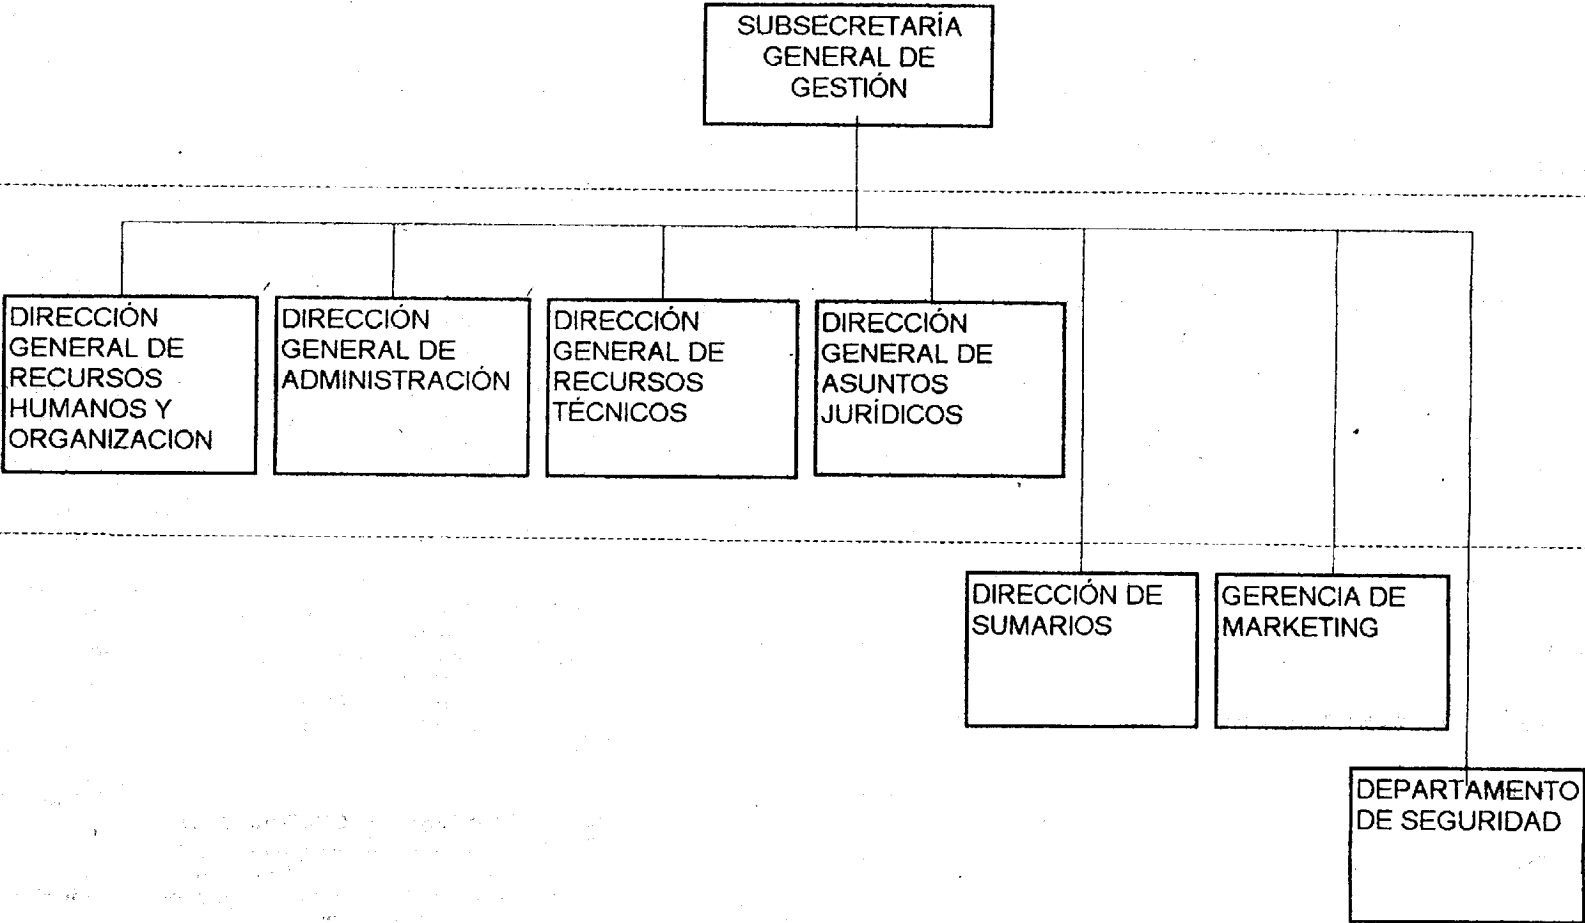 SUBSECRETARÍA
GENERAL DE
GESTIÓN
DIRECCIÓN
GENERAL DE
RECURSOS
HUMANOS Y
ORGANIZACION
DIRECCIÓN
GENERAL DE
ADMINISTRACIÓN
DIRECCIÓN
GENERAL DE
RECURSOS
TÉCNICOS
DIRECCIÓN
GENERAL DE
ASUNTOS
JURÍDICOS
DIRECCIÓN DE
SUMARIOS
GERENCIA DE
MARKETING
DEPARTAMENTO
DE SEGURIDAD